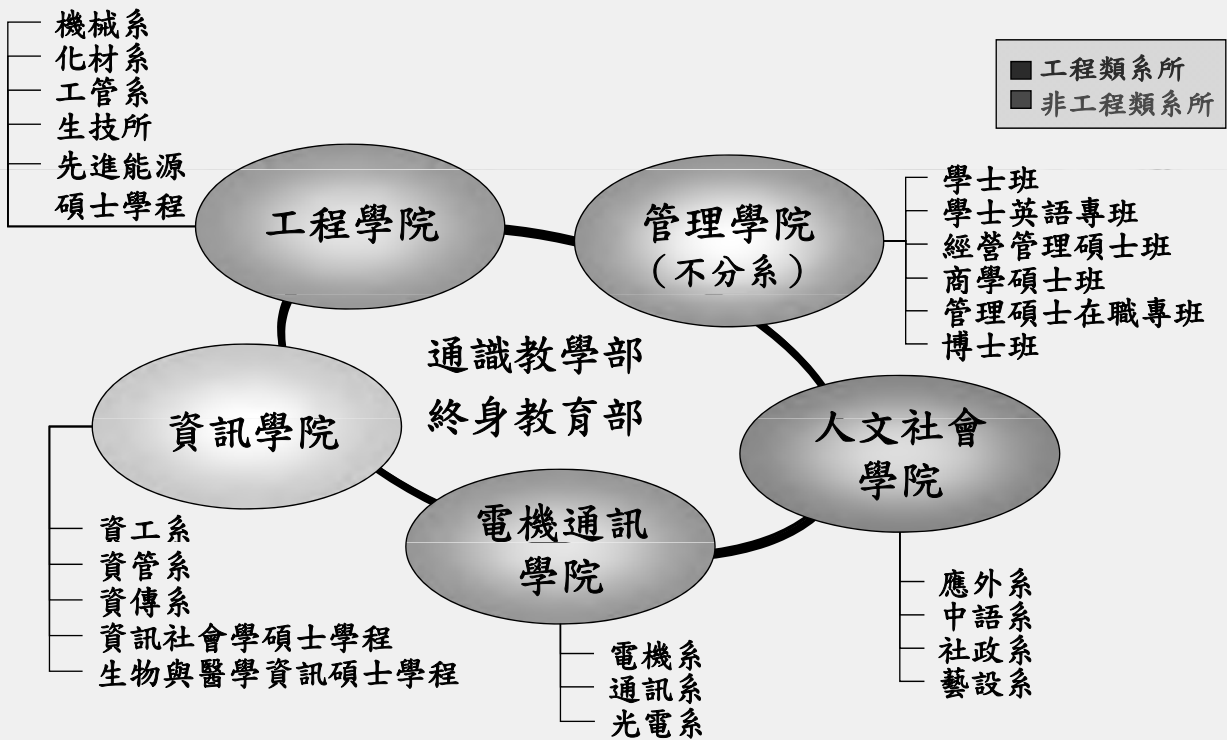 機械系
化材系
工管系
生技所
先進能源
碩士學程
工程類系所
非工程類系所
工程學院
管理學院
(不分系)
學士班
學士英語專班
經營管理碩士班
商學碩士班
管理碩士在職專班
博士班
通識教學部
終身教育部
資訊學院
人文社會
學院
電機通訊
學院
資工系
資管系
資傳系
資訊社會學碩士學程
生物與醫學資訊碩士學程
電機系
通訊系
光電系
應外系
中語系
社政系
藝設系